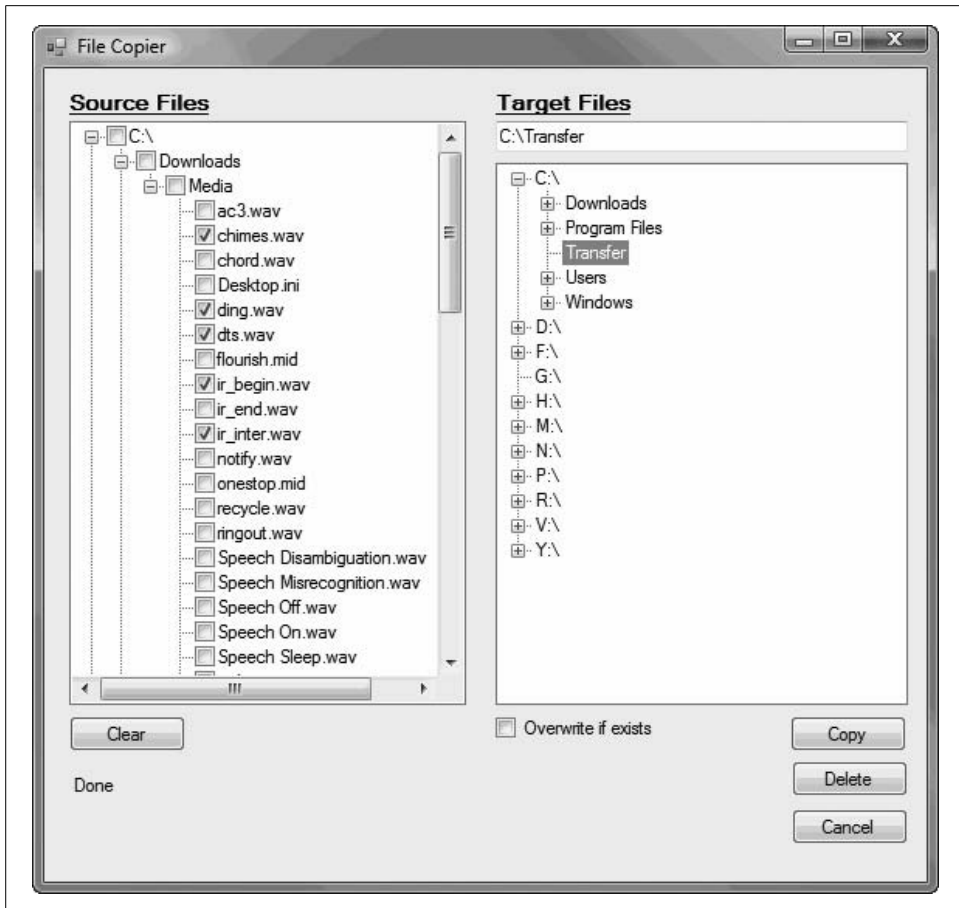 File Copier
Source Files
C:\
Downloads
Media
ac3.wav
chimes.wav
chord.wav
Desktop.ini
ding.wav
dts.wav
flourish.mid
ir_begin.wav
ir_end.wav
ir_inter.wav
notify.wav
onestop.mid
recycle.wav
ringout.wav
Speech Disambiguation.wav
Speech Misrecognition.wav
Speech Off.wav
Speech On.wav
Speech Sleep.wav
Clear
Done
Target Files
C:\Transfer
C:\
Downloads
Program Files
Transfer
Users
Windows
D:\
F:\
G:\
H:\
M:\
N:\
P:\
R:\
V:\
Y:\
Overwrite if exists
Copy
Delete
Cancel